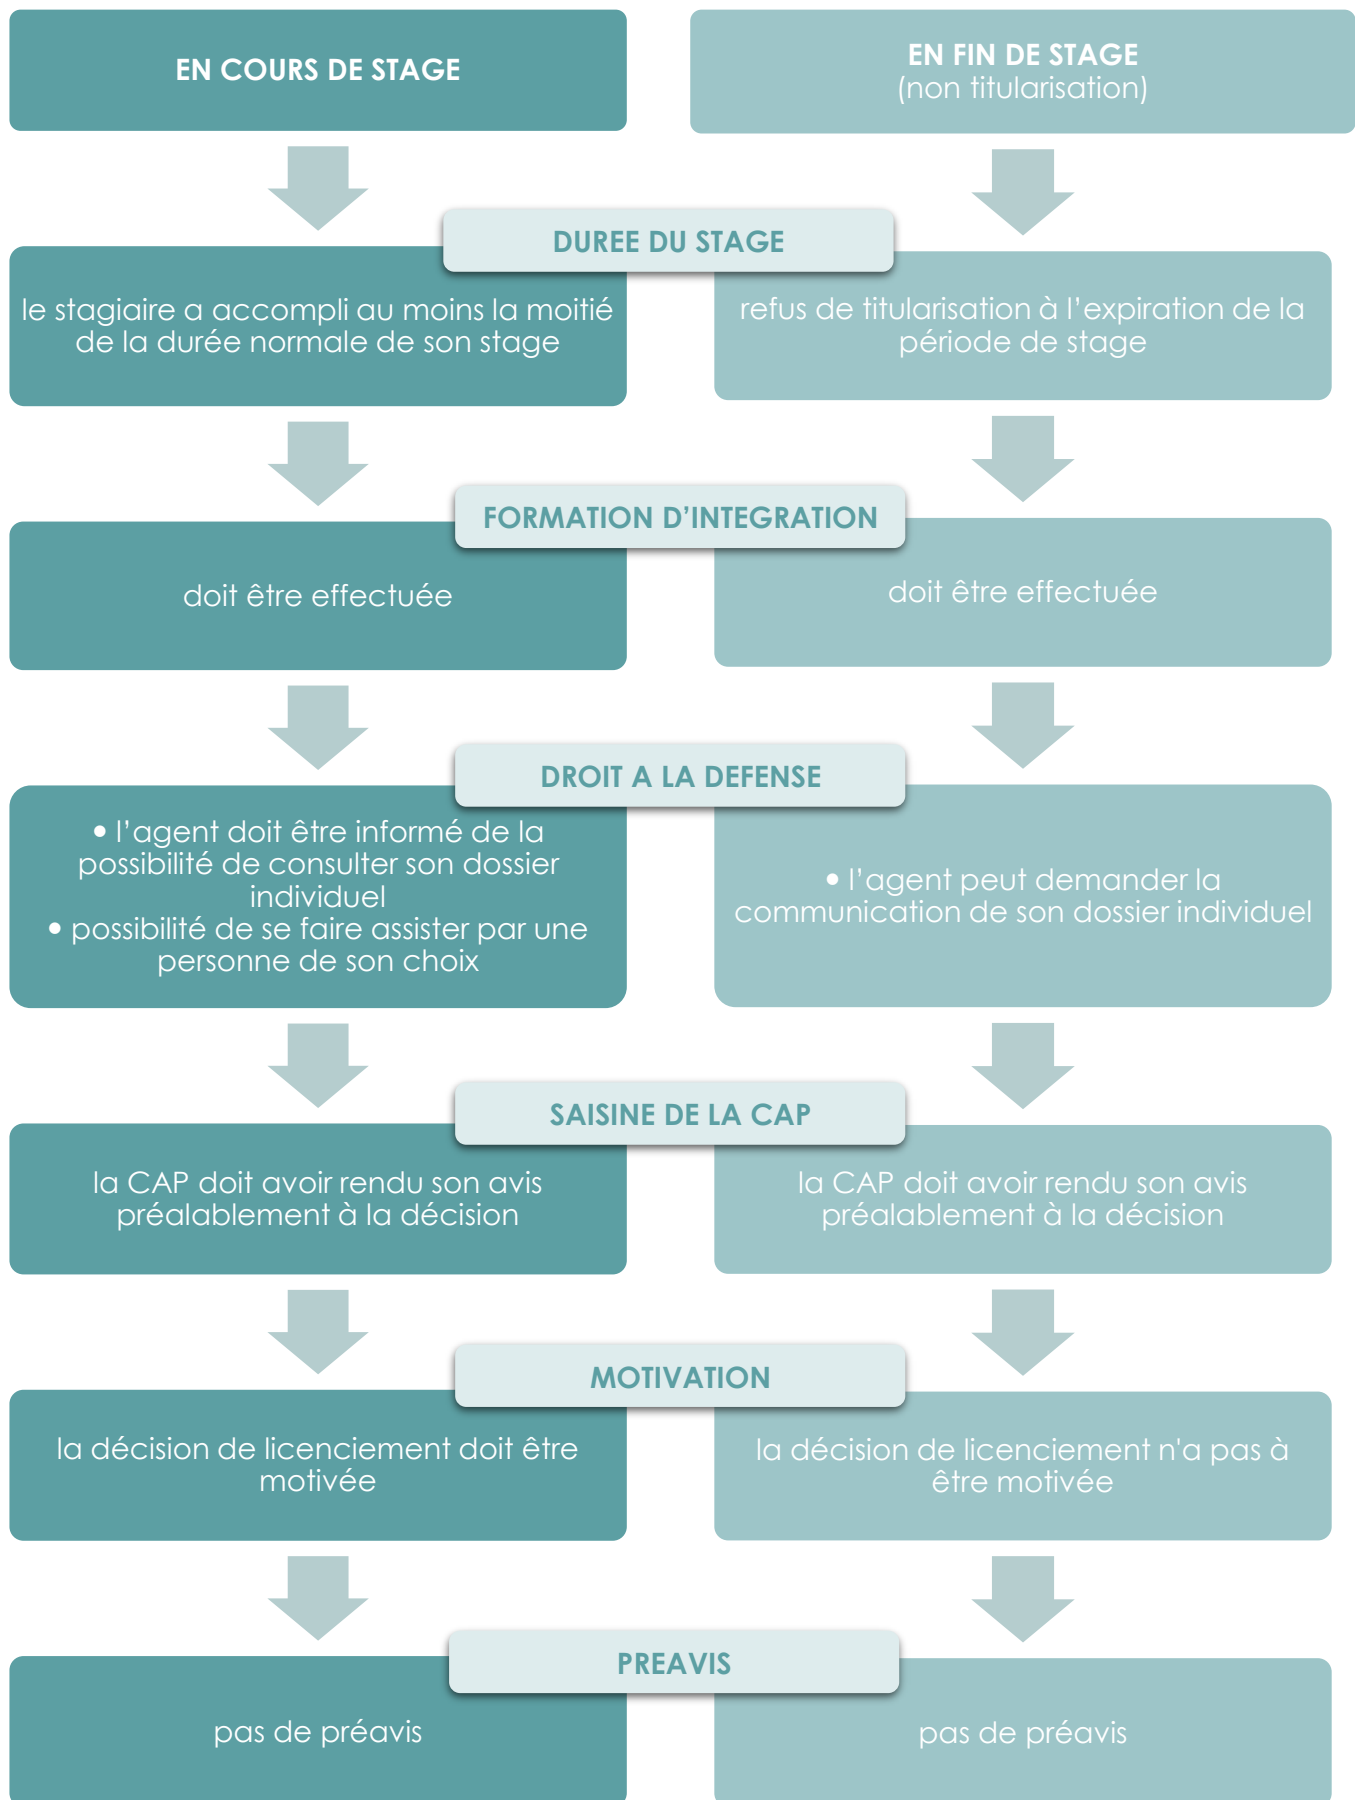 EN COURS DE STAGE
EN FIN DE STAGE
(non titularisation)
DUREE DU STAGE
le stagiaire a accompli au moins la moitié
de la durée normale de son stage
refus de titularisation à l’expiration de la
période de stage
FORMATION D’INTEGRATION
doit être effectuée
doit être effectuée
DROIT A LA DEFENSE
• l’agent doit être informé de la
possibilité de consulter son dossier
individuel
• possibilité de se faire assister par une
personne de son choix
• l’agent peut demander la
communication de son dossier individuel
SAISINE DE LA CAP
la CAP doit avoir rendu son avis
préalablement à la décision
la CAP doit avoir rendu son avis
préalablement à la décision
MOTIVATION
la décision de licenciement doit être
motivée
la décision de licenciement n'a pas à
être motivée
PREAVIS
pas de préavis
pas de préavis